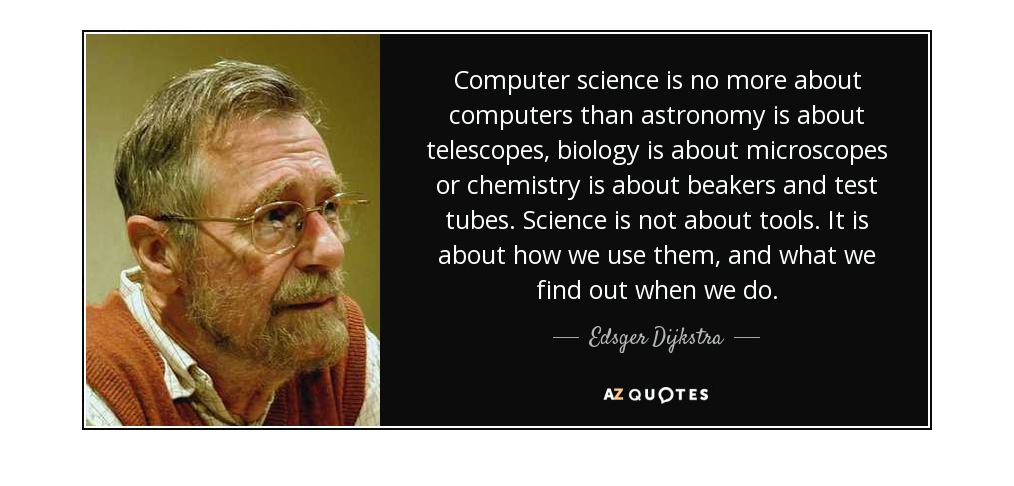 Computer science is no more about
computers than astronomy is about
telescopes, biology is about microscopes
or chemistry is about beakers and test
tubes. Science is not about tools. It is
about how we use them, and what we
find out when we do.
Edsger Dijkstra
AZ QUOTES